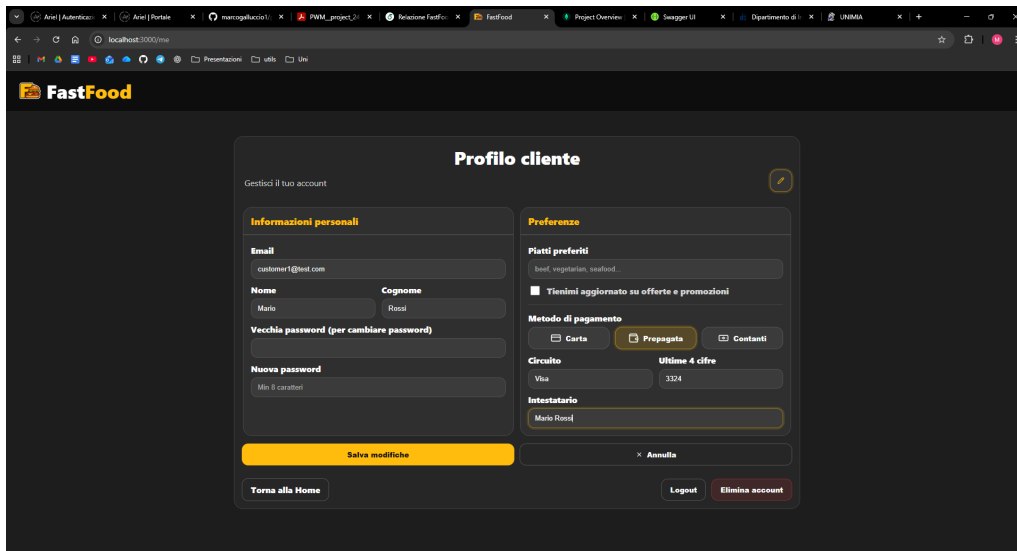 Ariel | Autenticazi
Ariel | Portale
marcogalluccio1/
PWM_project_24
Relazione FastFoo
FastFood
Project Overview
Swagger UI
Dipartimento di In
UNIMIA
localhost:3000/me
M
Presentazioni
utils
Uni
FastFood
Profilo cliente
Gestisci il tuo account
Informazioni personali
Email
customer1@test.com
Nome Cognome
Mario Rossi
Vecchia password (per cambiare password)
Nuova password
Min 8 caratteri
Preferenze
Piatti preferiti
beef, vegetarian, seafood...
Tienimi aggiornato su offerte e promozioni
Metodo di pagamento
Carta Prepagata Contanti
Circuito Ultime 4 cifre
Visa 3324
Intestatario
Mario Rossi
Salva modifiche
× Annulla
Torna alla Home
Logout
Elimina account